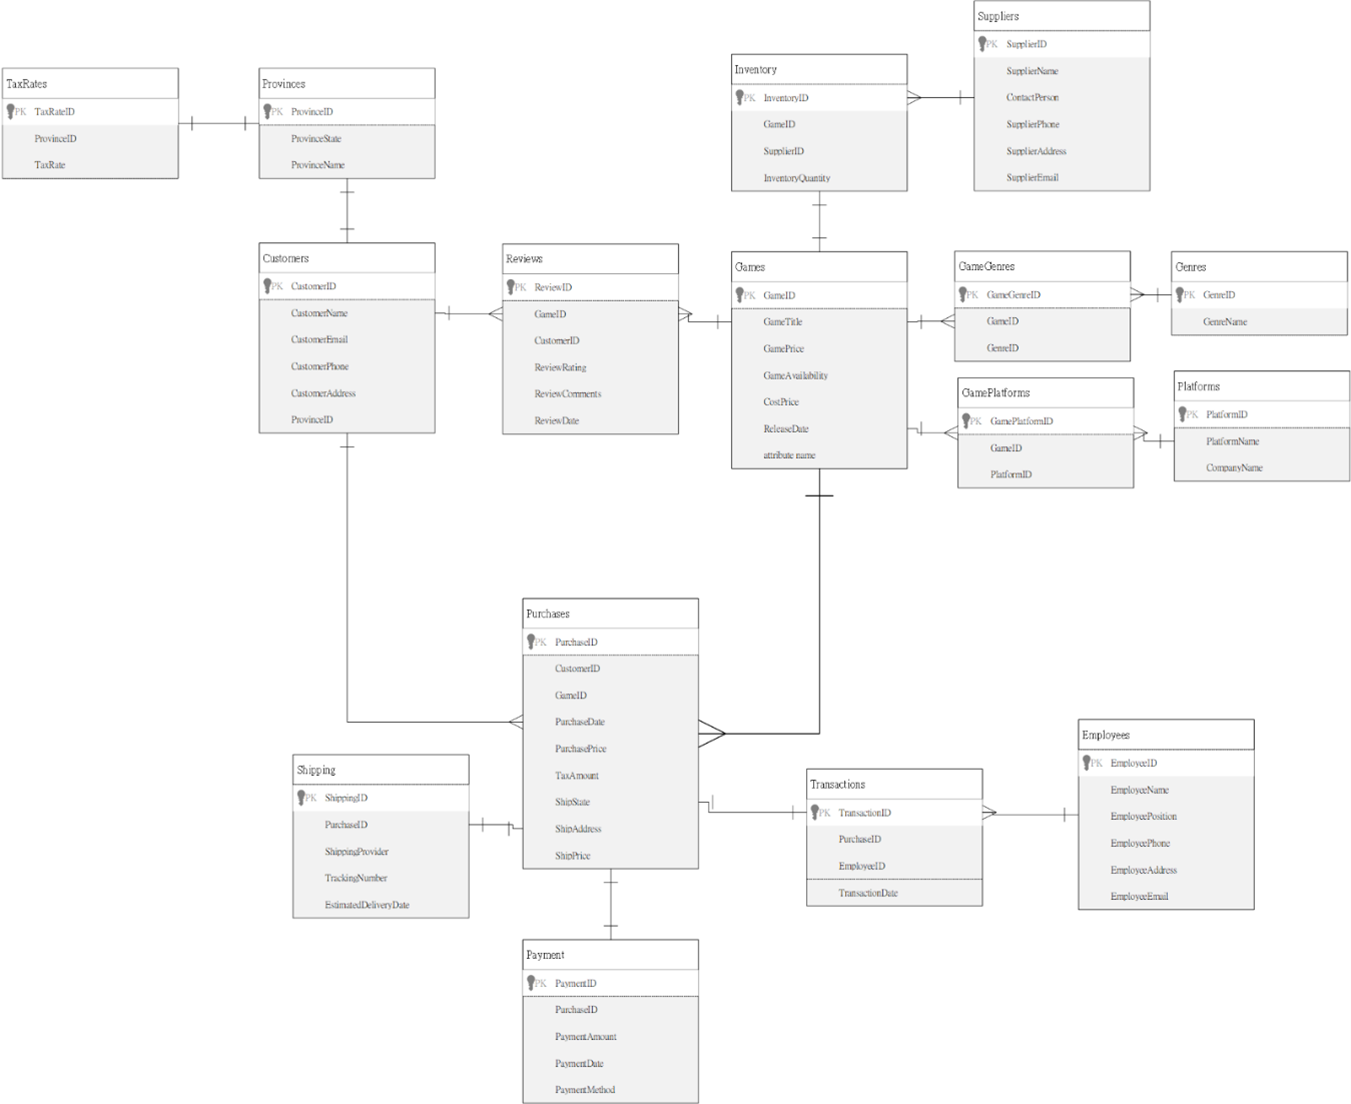 Suppliers
PK SupplierID
SupplierName
ContactPerson
SupplierPhone
SupplierAddress
SupplierEmail
Inventory
PK InventoryID
GameID
SupplierID
InventoryQuantity
TaxRates
PK TaxRateID
ProvinceID
TaxRate
Provinces
PK ProvinceID
ProvinceState
ProvinceName
Customers
PK CustomerID
CustomerName
CustomerEmail
CustomerPhone
CustomerAddress
ProvinceID
Reviews
PK ReviewID
GameID
CustomerID
ReviewRating
ReviewComments
ReviewDate
Games
PK GameID
GameTitle
GamePrice
GameAvailability
CostPrice
ReleaseDate
attribute name
GameGenres
PK GameGenreID
GameID
GenreID
Genres
PK GenreID
GenreName
GamePlatforms
PK GamePlatformID
GameID
PlatformID
Platforms
PK PlatformID
PlatformName
CompanyName
Purchases
PK PurchaseID
CustomerID
GameID
PurchaseDate
PurchasePrice
TaxAmount
ShipState
ShipAddress
ShipPrice
Shipping
PK ShippingID
PurchaseID
ShippingProvider
TrackingNumber
EstimatedDeliveryDate
Transactions
PK TransactionID
PurchaseID
EmployeeID
TransactionDate
Employees
PK EmployeeID
EmployeeName
EmployeePosition
EmployeePhone
EmployeeAddress
EmployeeEmail
Payment
PK PaymentID
PurchaseID
PaymentAmount
PaymentDate
PaymentMethod